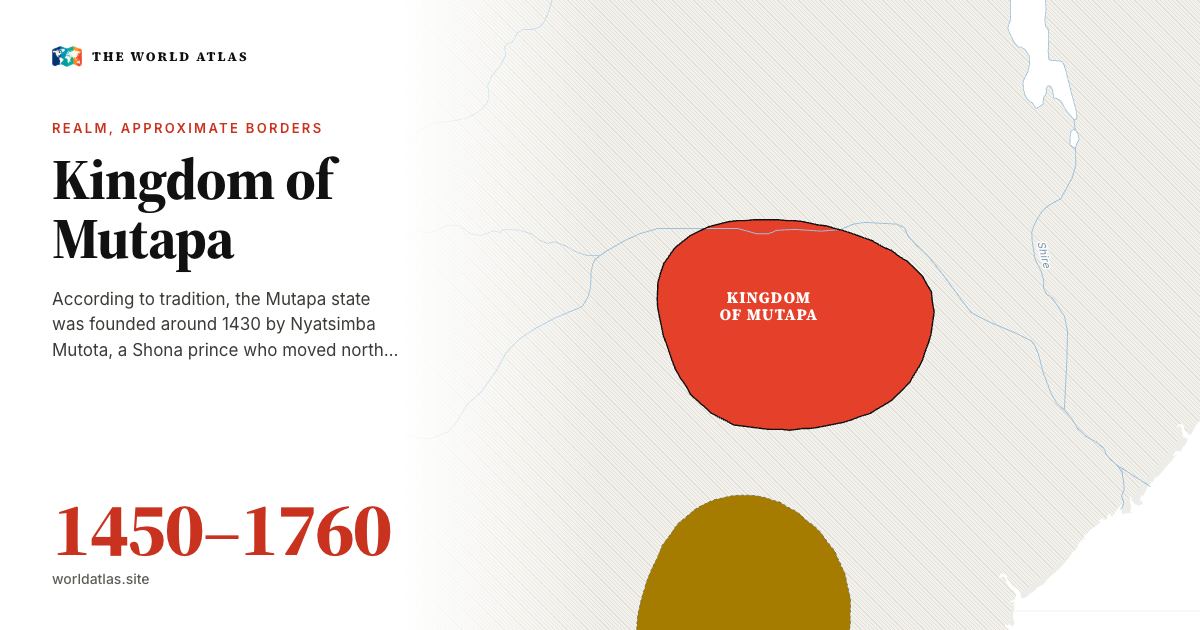 THE WORLD ATLAS
REALM, APPROXIMATE BORDERS
Kingdom of
Mutapa
According to tradition, the Mutapa state
was founded around 1430 by Nyatsimba
Mutota, a Shona prince who moved north...
1450–1760
worldatlas.site
KINGDOM
OF MUTAPA
Shire